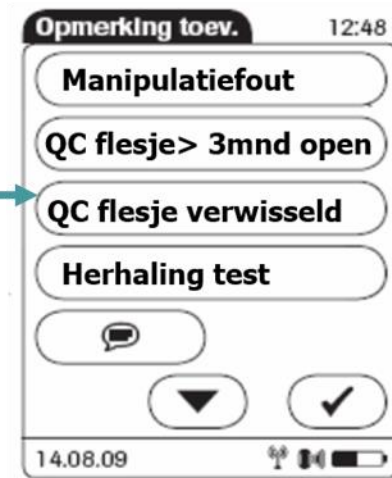 Opmerking toev. 12:48
Manipulatiefout
QC flesje> 3mnd open
QC flesje verwisseld
Herhaling test
14.08.09